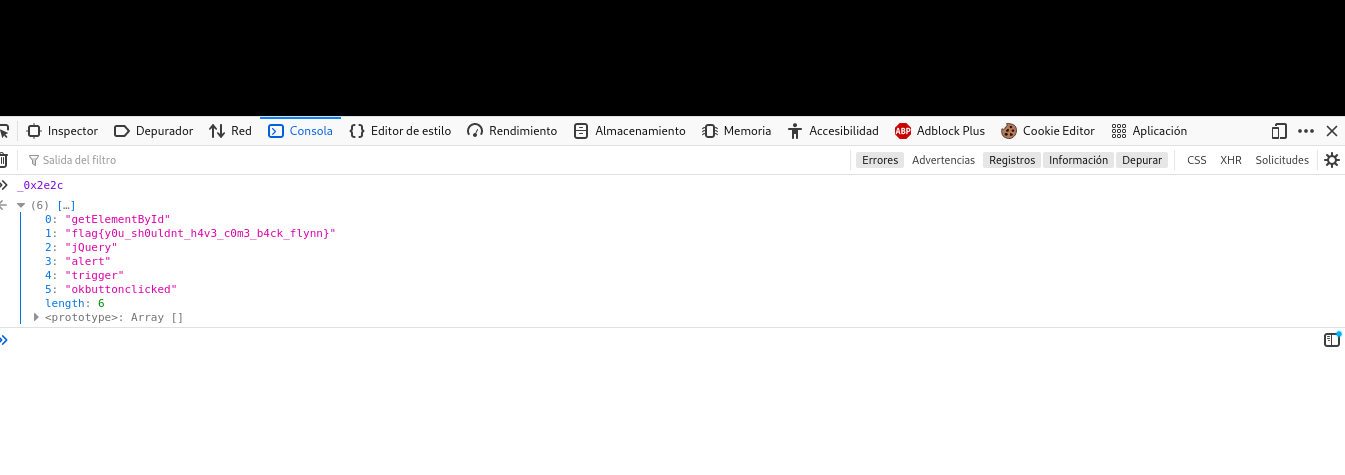 Inspector Depurador Red Consola Editor de estilo Rendimiento Almacenamiento Memoria Accesibilidad ABP Adblock Plus Cookie Editor Aplicación
Salida del filtro Errores Advertencias Registros Información Depurar CSS XHR Solicitudes
_0x2e2c
(6) […]
0: "getElementById"
1: "flag{y0u_sh0uldnt_h4v3_c0m3_b4ck_flynn}"
2: "jQuery"
3: "alert"
4: "trigger"
5: "okbuttonclicked"
length: 6
<prototype>: Array []